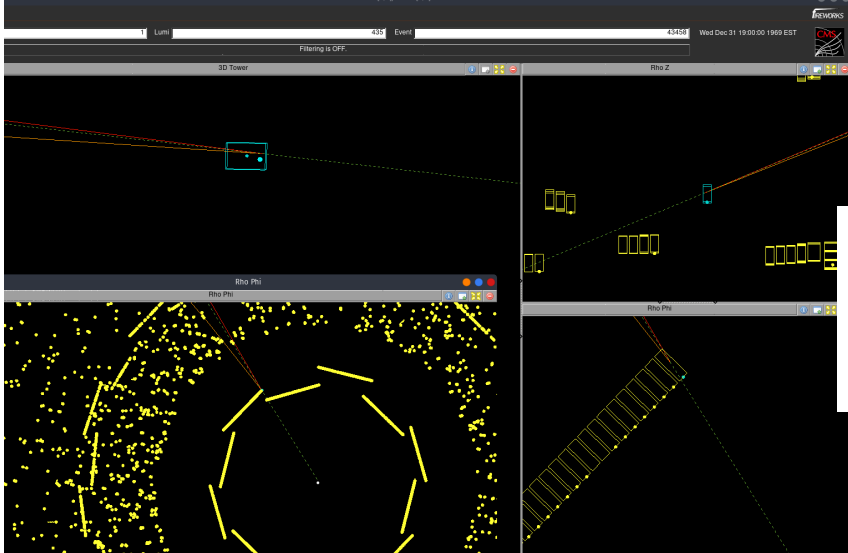 FIREWORKS
1 Lumi 435 Event 43458 Wed Dec 31 19:00:00 1969 EST
CMS
Filtering is OFF.
3D Tower
Rho Z
Rho Phi
Rho Phi
Rho Phi